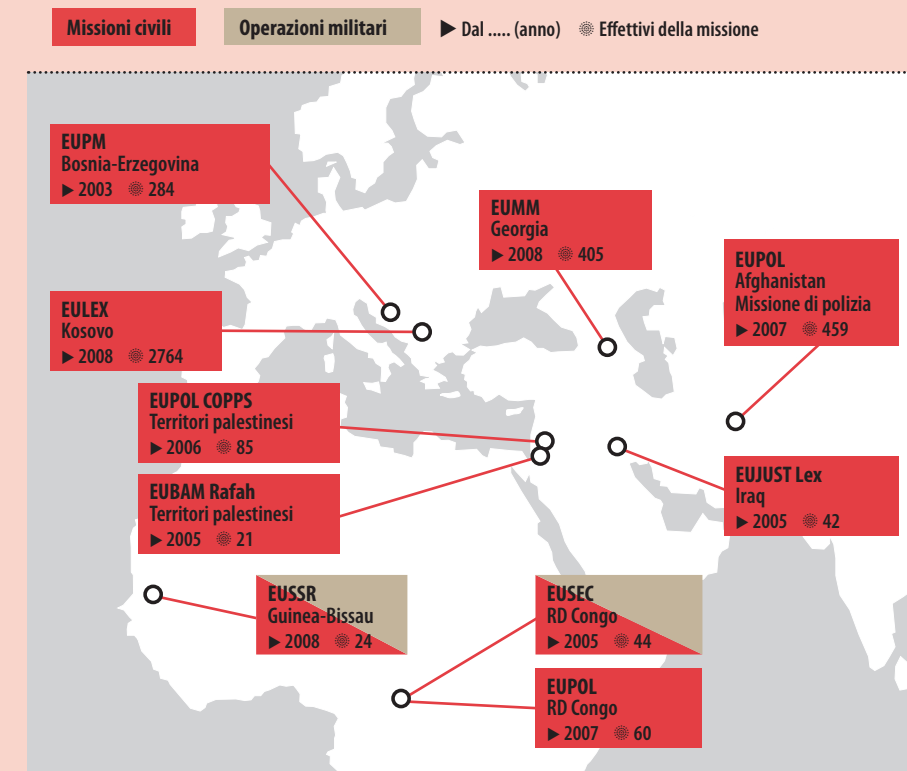 Missioni civili
Operazioni militari
▶ Dal ..... (anno) Effettivi della missione
EUPM
Bosnia-Erzegovina
▶ 2003 284
EUMM
Georgia
▶ 2008 405
EUPOL
Afghanistan
Missione di polizia
▶ 2007 459
EULEX
Kosovo
▶ 2008 2764
EUPOL COPPS
Territori palestinesi
▶ 2006 85
EUBAM Rafah
Territori palestinesi
▶ 2005 21
EUJUST Lex
Iraq
▶ 2005 42
EUSSR
Guinea-Bissau
▶ 2008 24
EUSEC
RD Congo
▶ 2005 44
EUPOL
RD Congo
▶ 2007 60